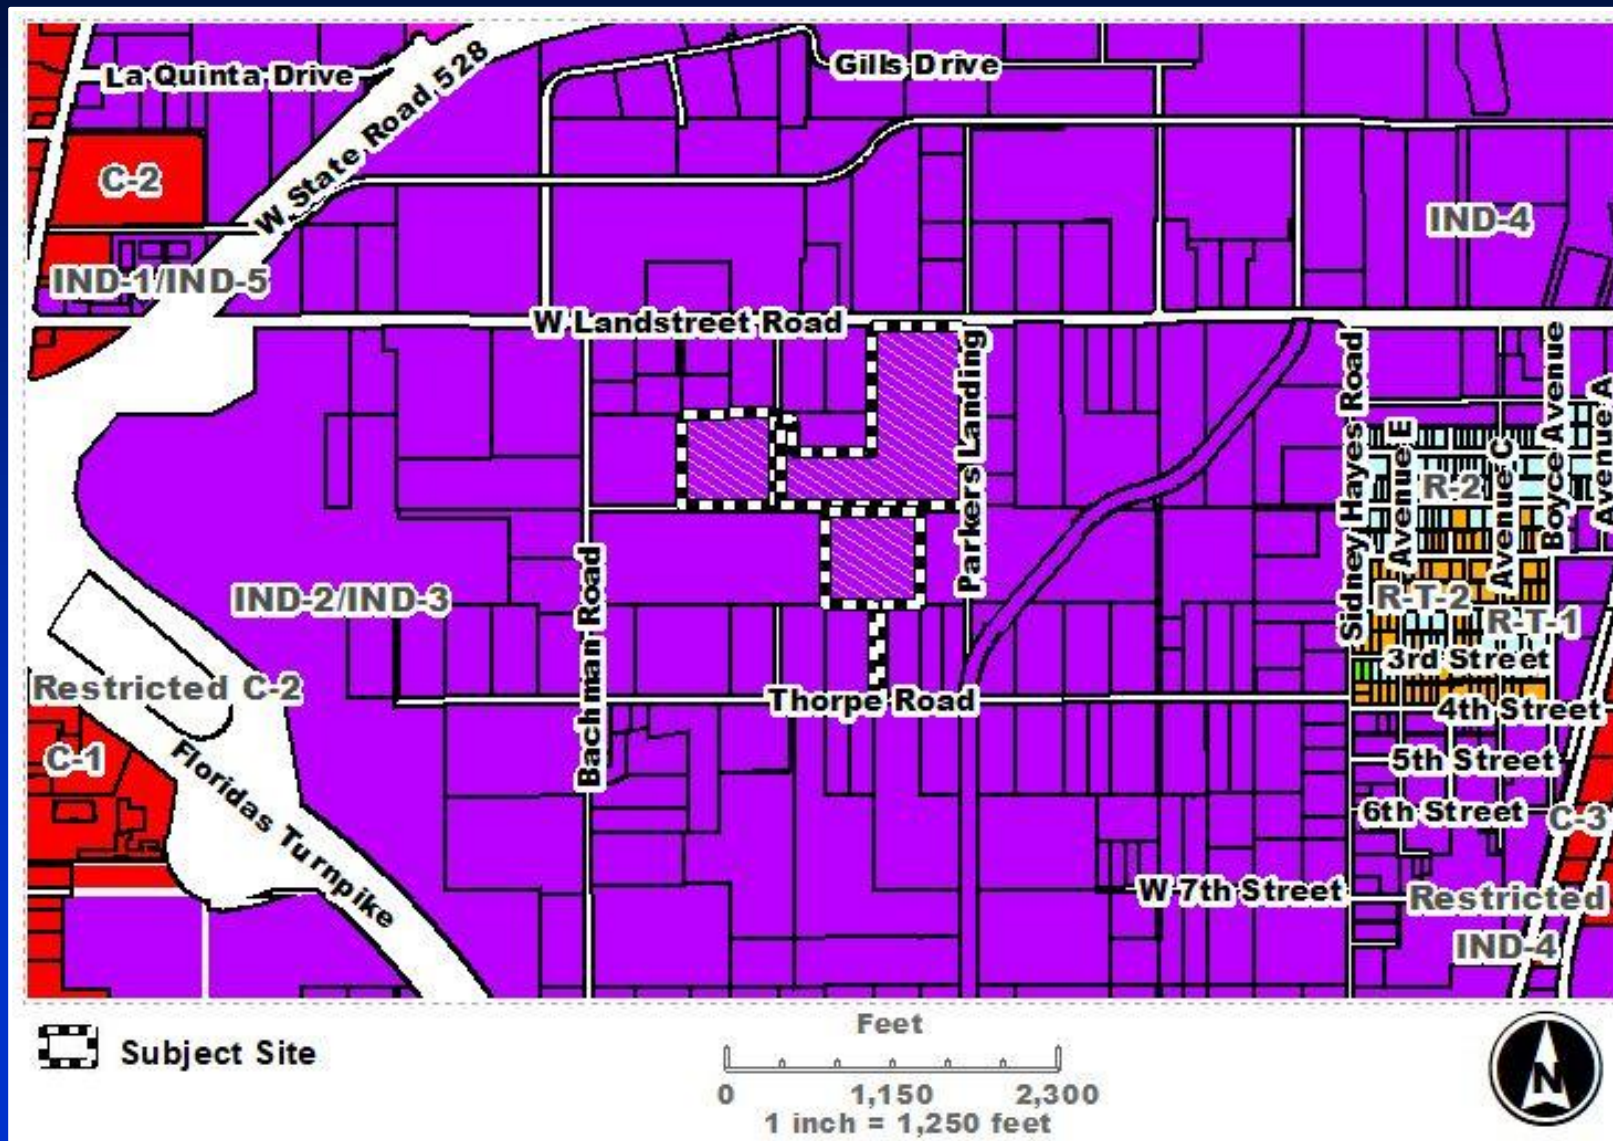 La Quinta Drive
W State Road 528
Gills Drive
C-2
IND-4
IND-1/IND-5
W Landstreet Road
Parkers Landing
Sidney Hayes Road
Avenue E
Avenue C
Boyce Avenue
Avenue A
R-2
Bachman Road
IND-2/IND-3
R-T-2
R-T-1
3rd Street
Restricted C-2
Thorpe Road
4th Street
C-1
Floridas Turnpike
5th Street
6th Street
C-3
W 7th Street
Restricted
IND-4
Subject Site
Feet
0 1,150 2,300
1 inch = 1,250 feet
N